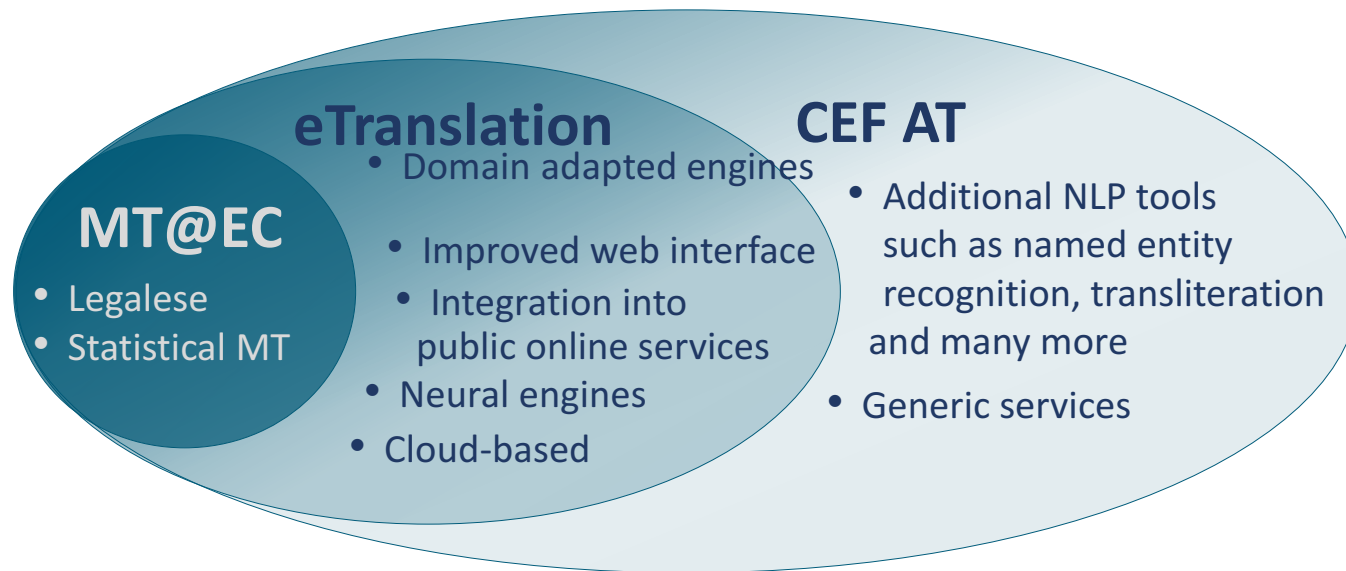 MT@EC
• Legalese
• Statistical MT
eTranslation
• Domain adapted engines
• Improved web interface
• Integration into
public online services
• Neural engines
• Cloud-based
CEF AT
• Additional NLP tools
such as named entity
recognition, transliteration
and many more
• Generic services